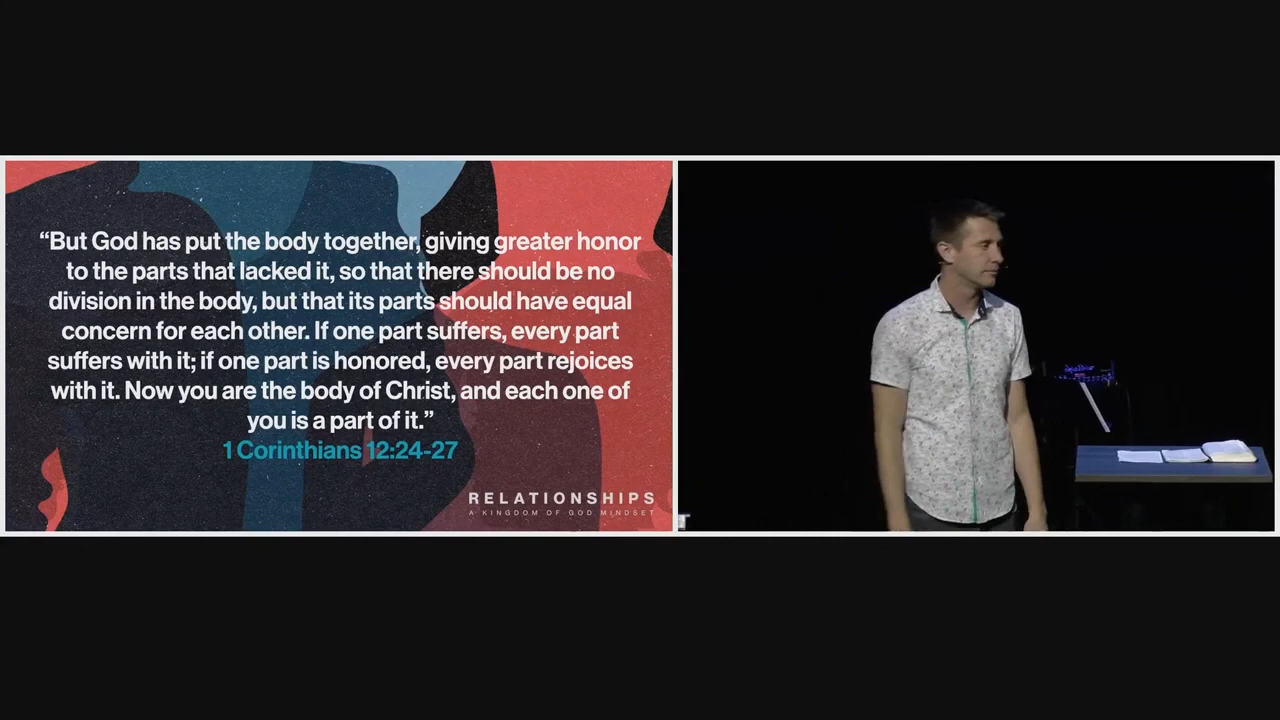 “But God has put the body together, giving greater honor
to the parts that lacked it, so that there should be no
division in the body, but that its parts should have equal
concern for each other. If one part suffers, every part
suffers with it; if one part is honored, every part rejoices
with it. Now you are the body of Christ, and each one of
you is a part of it.”
1 Corinthians 12:24-27
RELATIONSHIPS
A KINGDOM OF GOD MINDSET